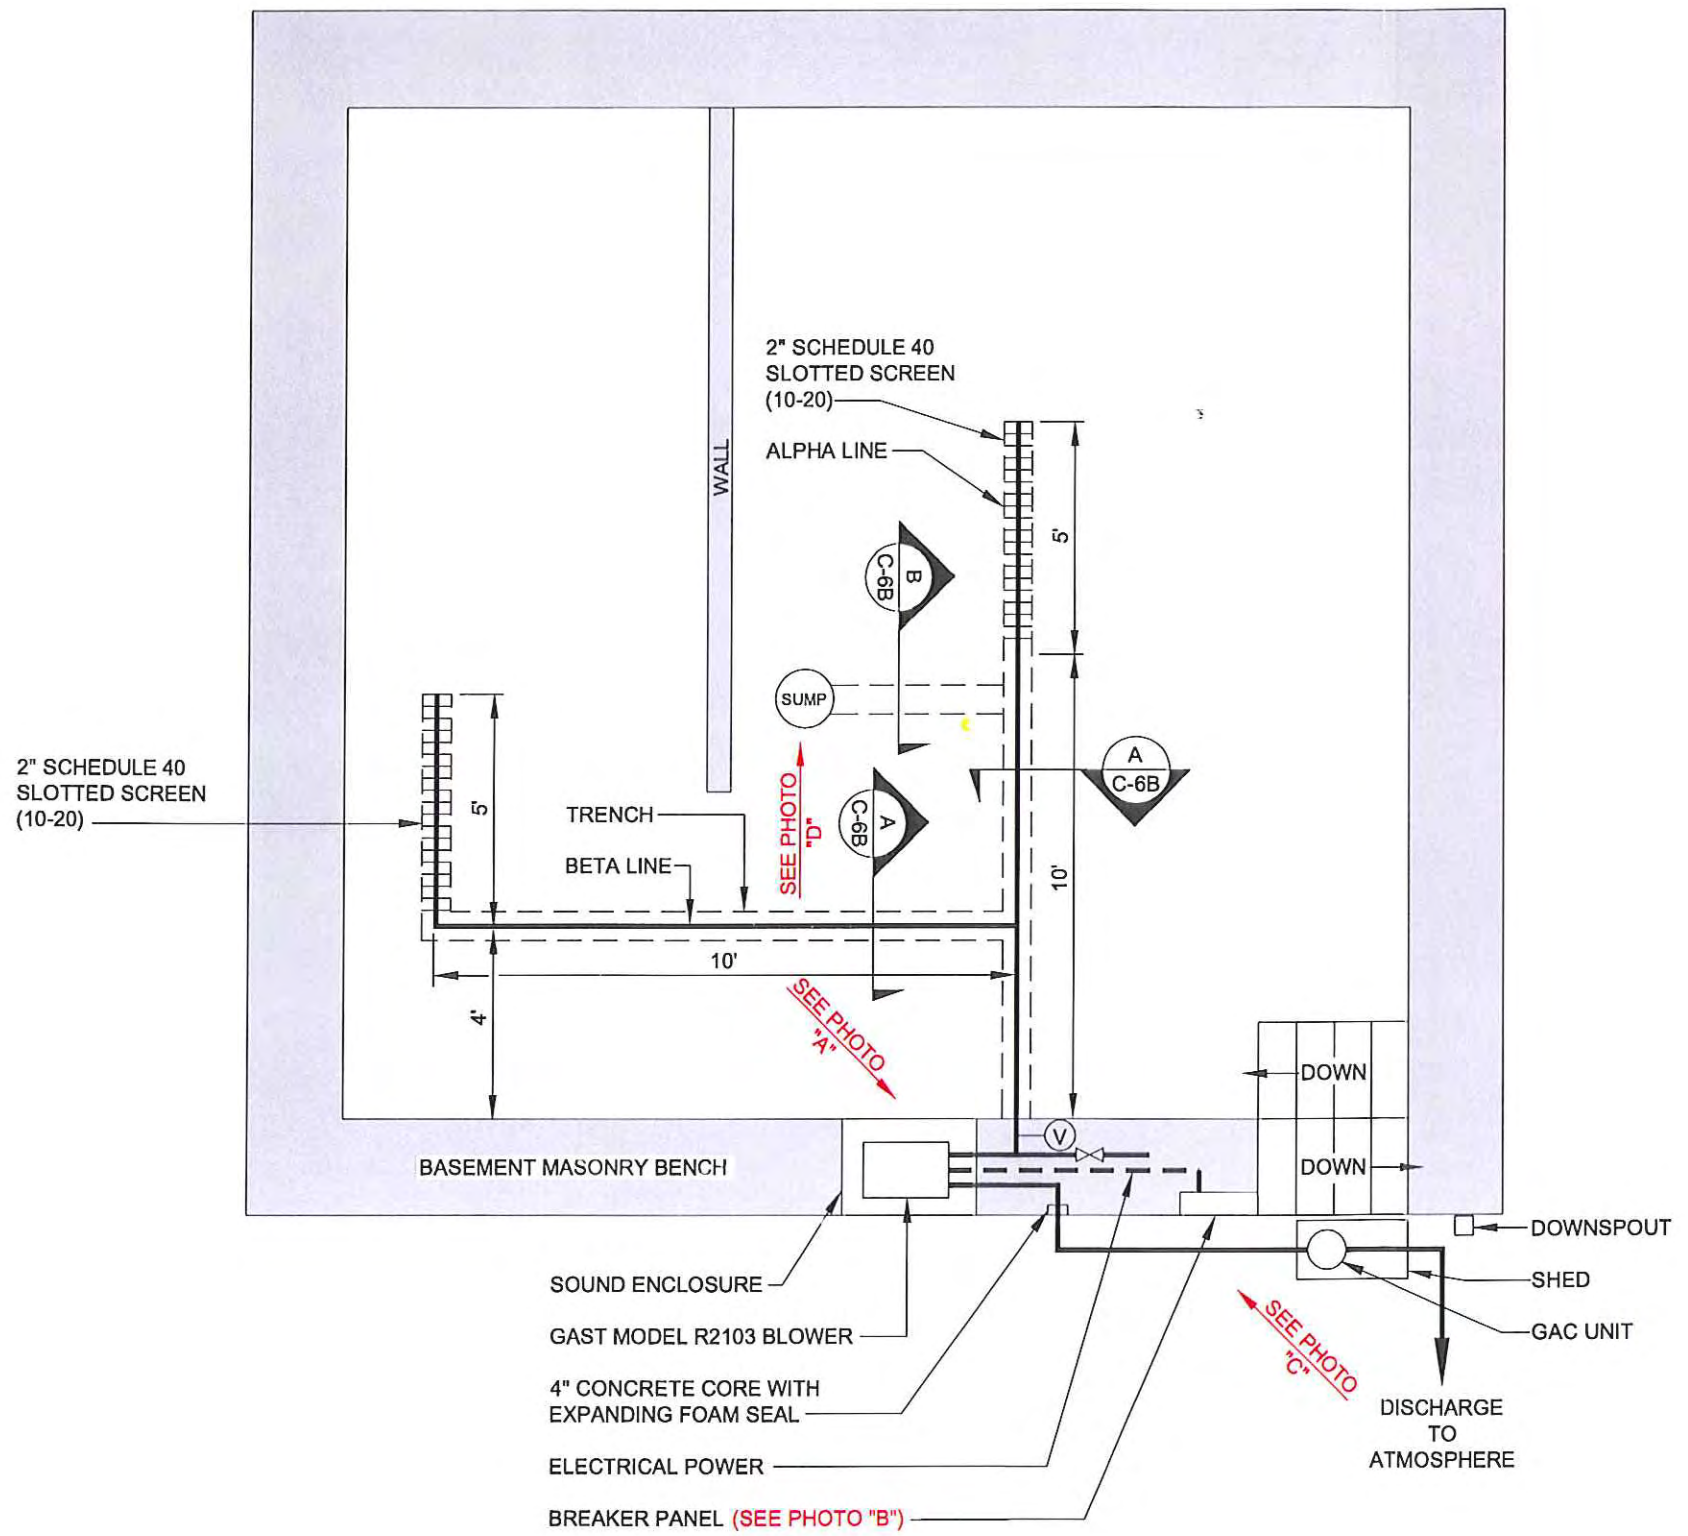 2" SCHEDULE 40
SLOTTED SCREEN
(10-20)
ALPHA LINE
WALL
5'
B
C-6B
SUMP
A
C-6B
2" SCHEDULE 40
SLOTTED SCREEN
(10-20)
5'
TRENCH
BETA LINE
SEE PHOTO
"D"
A
C-6B
10'
10'
4'
SEE PHOTO
"A"
DOWN
DOWN
V
BASEMENT MASONRY BENCH
DOWNSPOUT
SHED
GAC UNIT
SOUND ENCLOSURE
GAST MODEL R2103 BLOWER
4" CONCRETE CORE WITH
EXPANDING FOAM SEAL
ELECTRICAL POWER
BREAKER PANEL (SEE PHOTO "B")
SEE PHOTO
"C"
DISCHARGE
TO
ATMOSPHERE